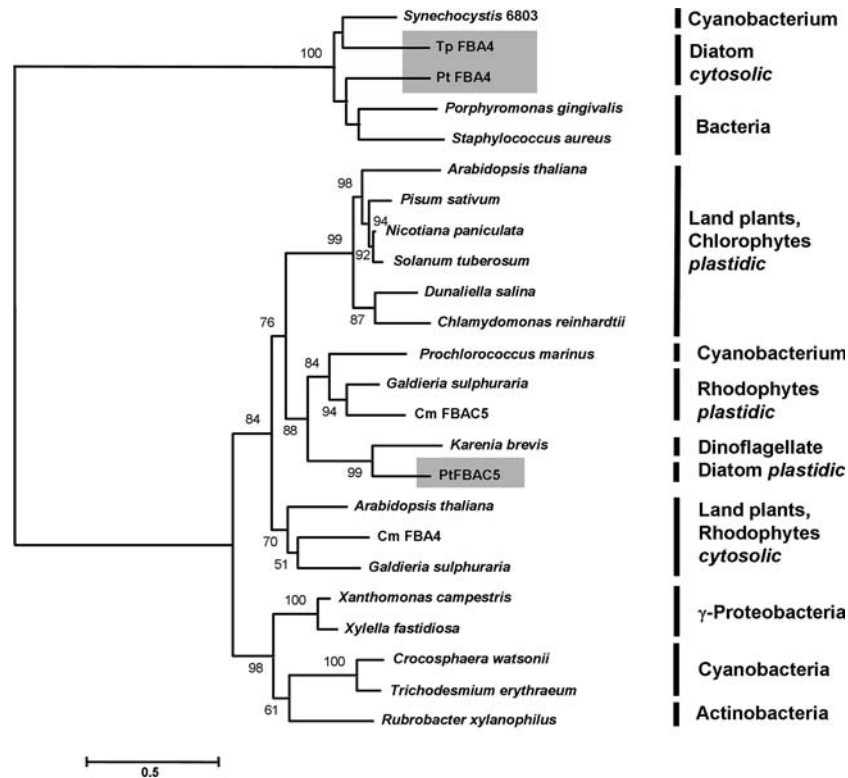 Synechocystis 6803
Cyanobacterium
100
Tp FBA4
Diatom
cytosolic
Pt FBA4
Porphyromonas gingivalis
Bacteria
Staphylococcus aureus
98
Arabidopsis thaliana
Pisum sativum
94
Nicotiana paniculata
99
92
Solanum tuberosum
Land plants,
Chlorophytes
plastidic
Dunaliella salina
87
Chlamydomonas reinhardtii
76
84
Prochlorococcus marinus
Cyanobacterium
Galdieria sulphuraria
Rhodophytes
plastidic
94
Cm FBAC5
84
88
Karenia brevis
Dinoflagellate
99
PtFBAC5
Diatom plastidic
Arabidopsis thaliana
Land plants,
Rhodophytes
cytosolic
70
Cm FBA4
51
Galdieria sulphuraria
100
Xanthomonas campestris
γ-Proteobacteria
Xylella fastidiosa
98
100
Crocosphaera watsonii
Cyanobacteria
Trichodesmium erythraeum
61
Rubrobacter xylanophilus
Actinobacteria
0.5